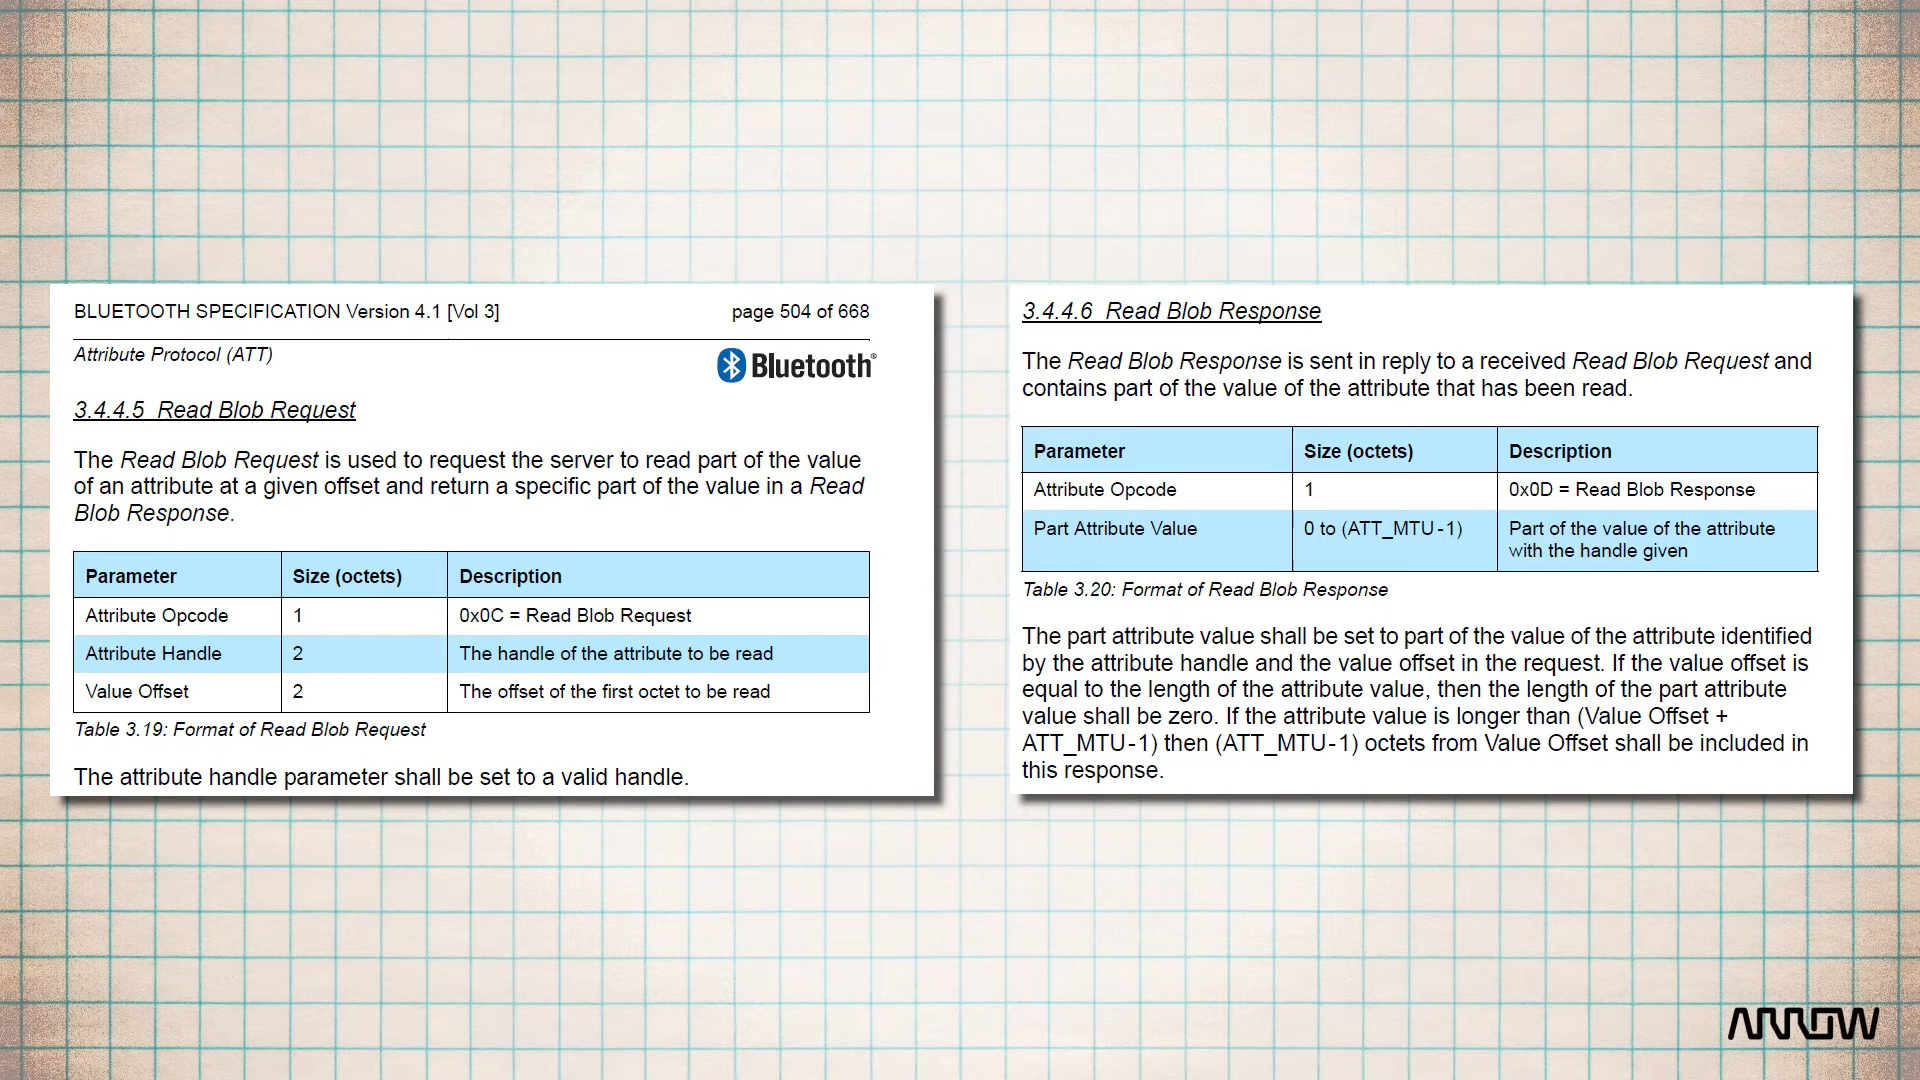 BLUETOOTH SPECIFICATION Version 4.1 [Vol 3]
page 504 of 668
Attribute Protocol (ATT)
Bluetooth®
3.4.4.5 Read Blob Request
The Read Blob Request is used to request the server to read part of the value
of an attribute at a given offset and return a specific part of the value in a Read
Blob Response.
Parameter Size (octets) Description
Attribute Opcode 1 0x0C = Read Blob Request
Attribute Handle 2 The handle of the attribute to be read
Value Offset 2 The offset of the first octet to be read
Table 3.19: Format of Read Blob Request
The attribute handle parameter shall be set to a valid handle.
3.4.4.6 Read Blob Response
The Read Blob Response is sent in reply to a received Read Blob Request and
contains part of the value of the attribute that has been read.
Parameter Size (octets) Description
Attribute Opcode 1 0x0D = Read Blob Response
Part Attribute Value 0 to (ATT_MTU-1) Part of the value of the attribute
with the handle given
Table 3.20: Format of Read Blob Response
The part attribute value shall be set to part of the value of the attribute identified
by the attribute handle and the value offset in the request. If the value offset is
equal to the length of the attribute value, then the length of the part attribute
value shall be zero. If the attribute value is longer than (Value Offset +
ATT_MTU-1) then (ATT_MTU-1) octets from Value Offset shall be included in
this response.
ARROW